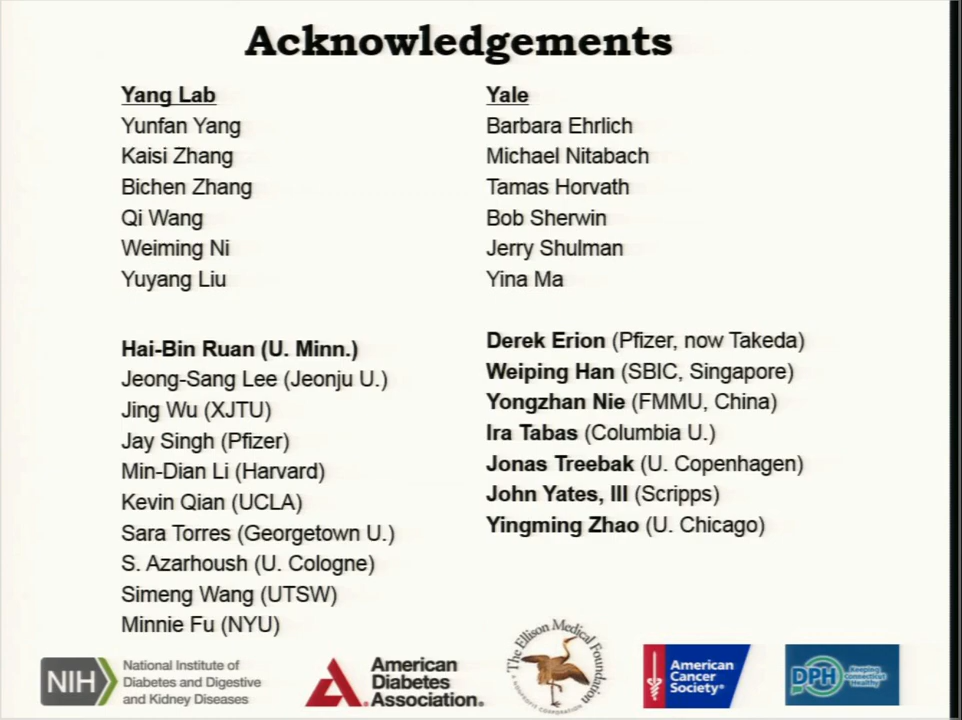 Acknowledgements
Yang Lab
Yunfan Yang
Kaisi Zhang
Bichen Zhang
Qi Wang
Weiming Ni
Yuyang Liu
Hai-Bin Ruan (U. Minn.)
Jeong-Sang Lee (Jeonju U.)
Jing Wu (XJTU)
Jay Singh (Pfizer)
Min-Dian Li (Harvard)
Kevin Qian (UCLA)
Sara Torres (Georgetown U.)
S. Azarhoush (U. Cologne)
Simeng Wang (UTSW)
Minnie Fu (NYU)
Yale
Barbara Ehrlich
Michael Nitabach
Tamas Horvath
Bob Sherwin
Jerry Shulman
Yina Ma
Derek Erion (Pfizer, now Takeda)
Weiping Han (SBIC, Singapore)
Yongzhan Nie (FMMU, China)
Ira Tabas (Columbia U.)
Jonas Treebak (U. Copenhagen)
John Yates, III (Scripps)
Yingming Zhao (U. Chicago)
NIH
National Institute of
Diabetes and Digestive
and Kidney Diseases
American
Diabetes
Association.
The Ellison Medical Foundation
A NONPROFIT CORPORATION
American
Cancer
Society®
DPH
Keeping
Connecticut
Healthy